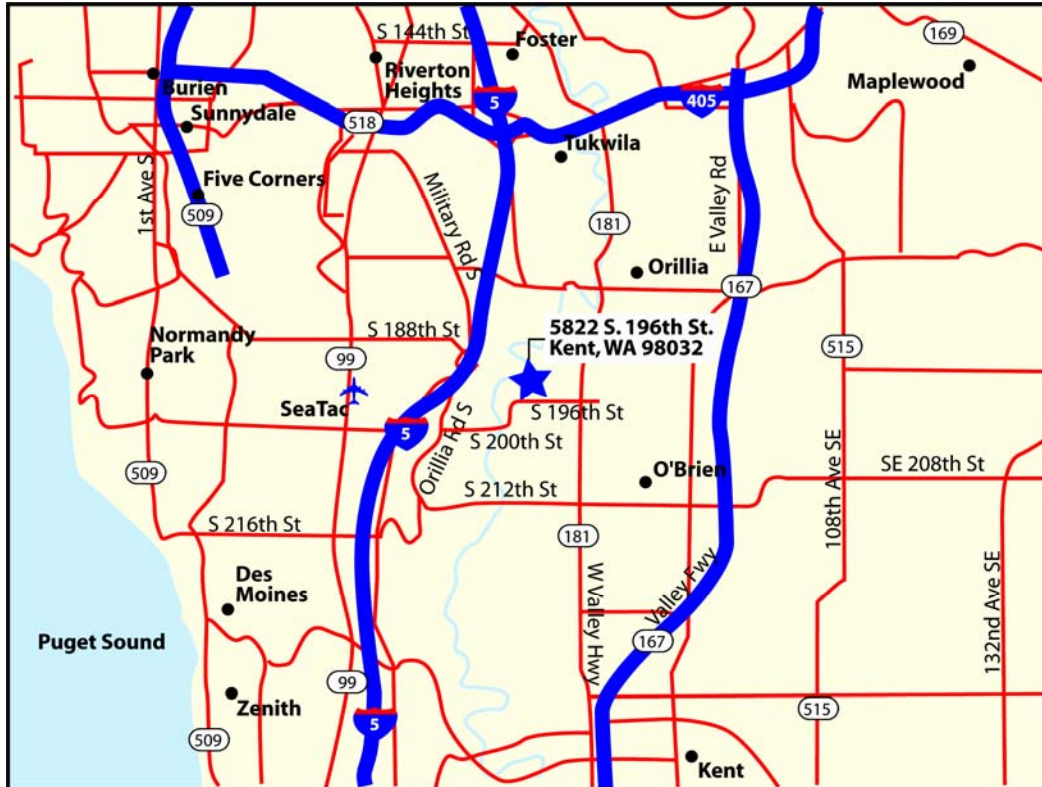 S 144th St
Foster
169
Riverton
Heights
Maplewood
Burien
5
405
Sunnydale
518
Tukwila
1st Ave S
Five Corners
Military Rd S
E Valley Rd
509
181
Orillia
167
S 188th St
5822 S. 196th St.
Kent, WA 98032
Normandy
Park
99
515
SeaTac
S 196th St
5
S 200th St
Orillia Rd S
509
O'Brien
SE 208th St
S 212th St
108th Ave SE
S 216th St
181
Des
Moines
W Valley Hwy
Valley Fwy
132nd Ave SE
Puget Sound
167
99
Zenith
5
515
509
Kent